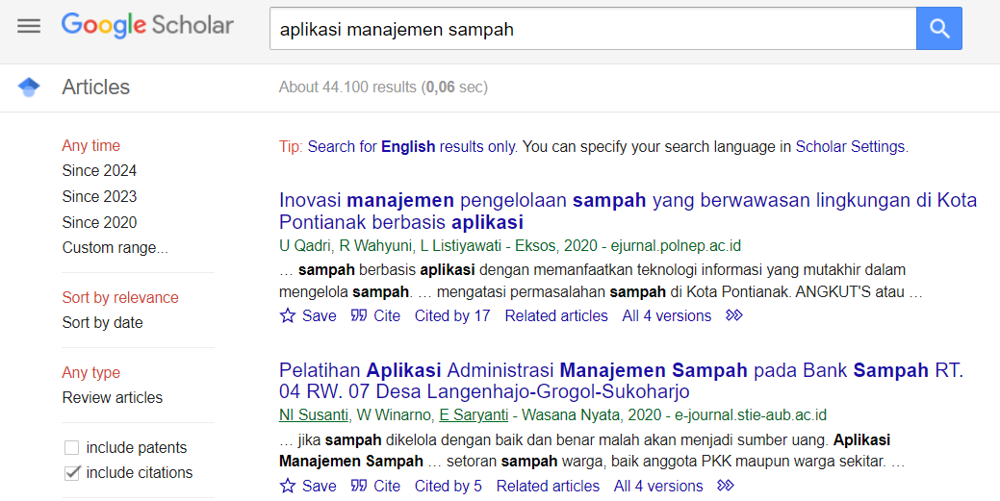 Google Scholar
aplikasi manajemen sampah
Articles
About 44.100 results (0,06 sec)
Any time
Since 2024
Since 2023
Since 2020
Custom range...
Sort by relevance
Sort by date
Any type
Review articles
include patents
include citations
Tip: Search for English results only. You can specify your search language in Scholar Settings.
Inovasi manajemen pengelolaan sampah yang berwawasan lingkungan di Kota
Pontianak berbasis aplikasi
U Qadri, R Wahyuni, L Listiyawati - Eksos, 2020 - ejurnal.polnep.ac.id
… sampah berbasis aplikasi dengan memanfaatkan teknologi informasi yang mutakhir dalam
mengelola sampah. … mengatasi permasalahan sampah di Kota Pontianak. ANGKUT'S atau …
Save Cite Cited by 17 Related articles All 4 versions
Pelatihan Aplikasi Administrasi Manajemen Sampah pada Bank Sampah RT.
04 RW. 07 Desa Langenhajo-Grogol-Sukoharjo
NI Susanti, W Winarno, E Saryanti - Wasana Nyata, 2020 - e-journal.stie-aub.ac.id
… jika sampah dikelola dengan baik dan benar malah akan menjadi sumber uang. Aplikasi
Manajemen Sampah … setoran sampah warga, baik anggota PKK maupun warga sekitar. …
Save Cite Cited by 5 Related articles All 4 versions